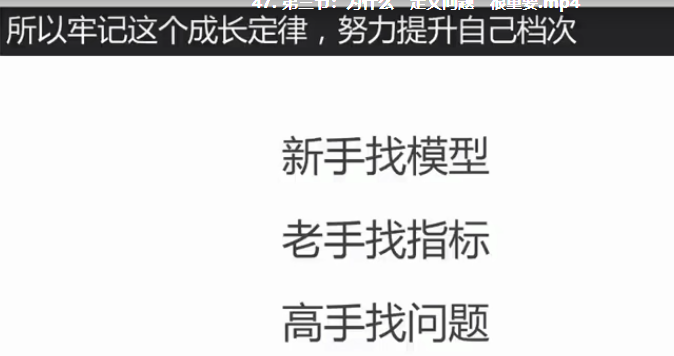 47. 第三节：为什么"定义问题"很重要.mp4
所以牢记这个成长定律，努力提升自己档次
新手找模型
老手找指标
高手找问题